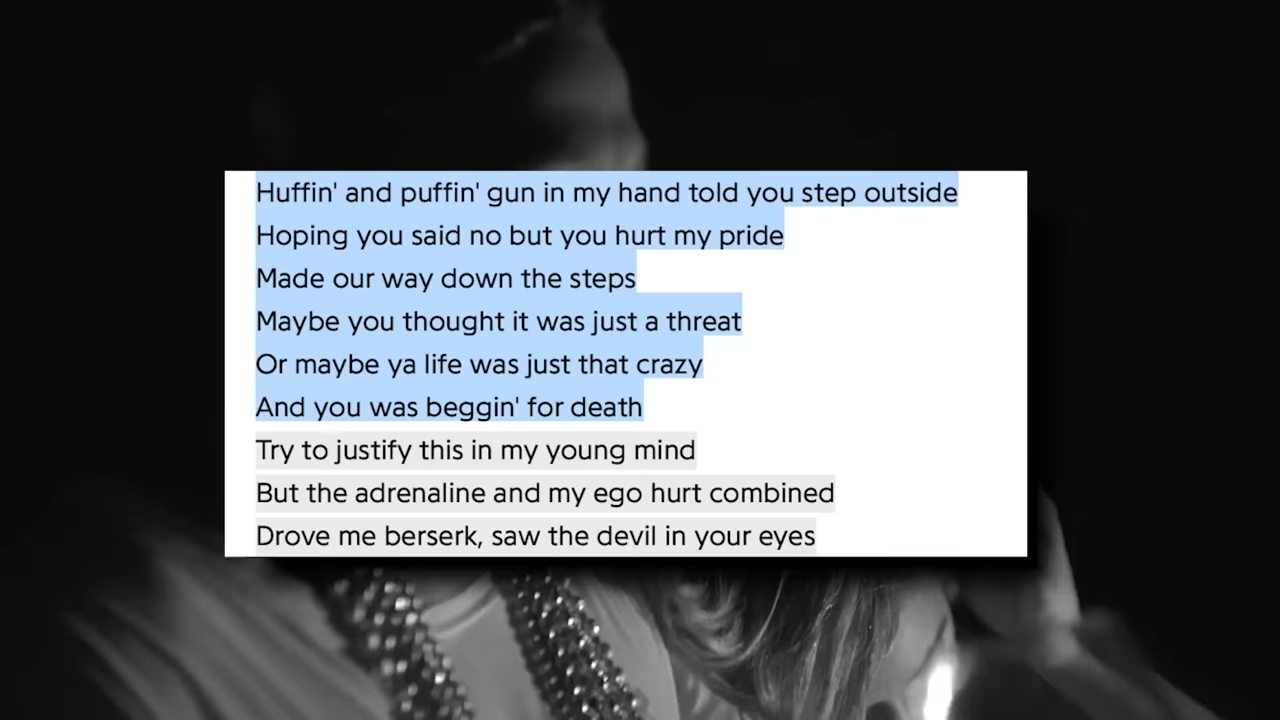 Huffin' and puffin' gun in my hand told you step outside
Hoping you said no but you hurt my pride
Made our way down the steps
Maybe you thought it was just a threat
Or maybe ya life was just that crazy
And you was beggin' for death
Try to justify this in my young mind
But the adrenaline and my ego hurt combined
Drove me berserk, saw the devil in your eyes